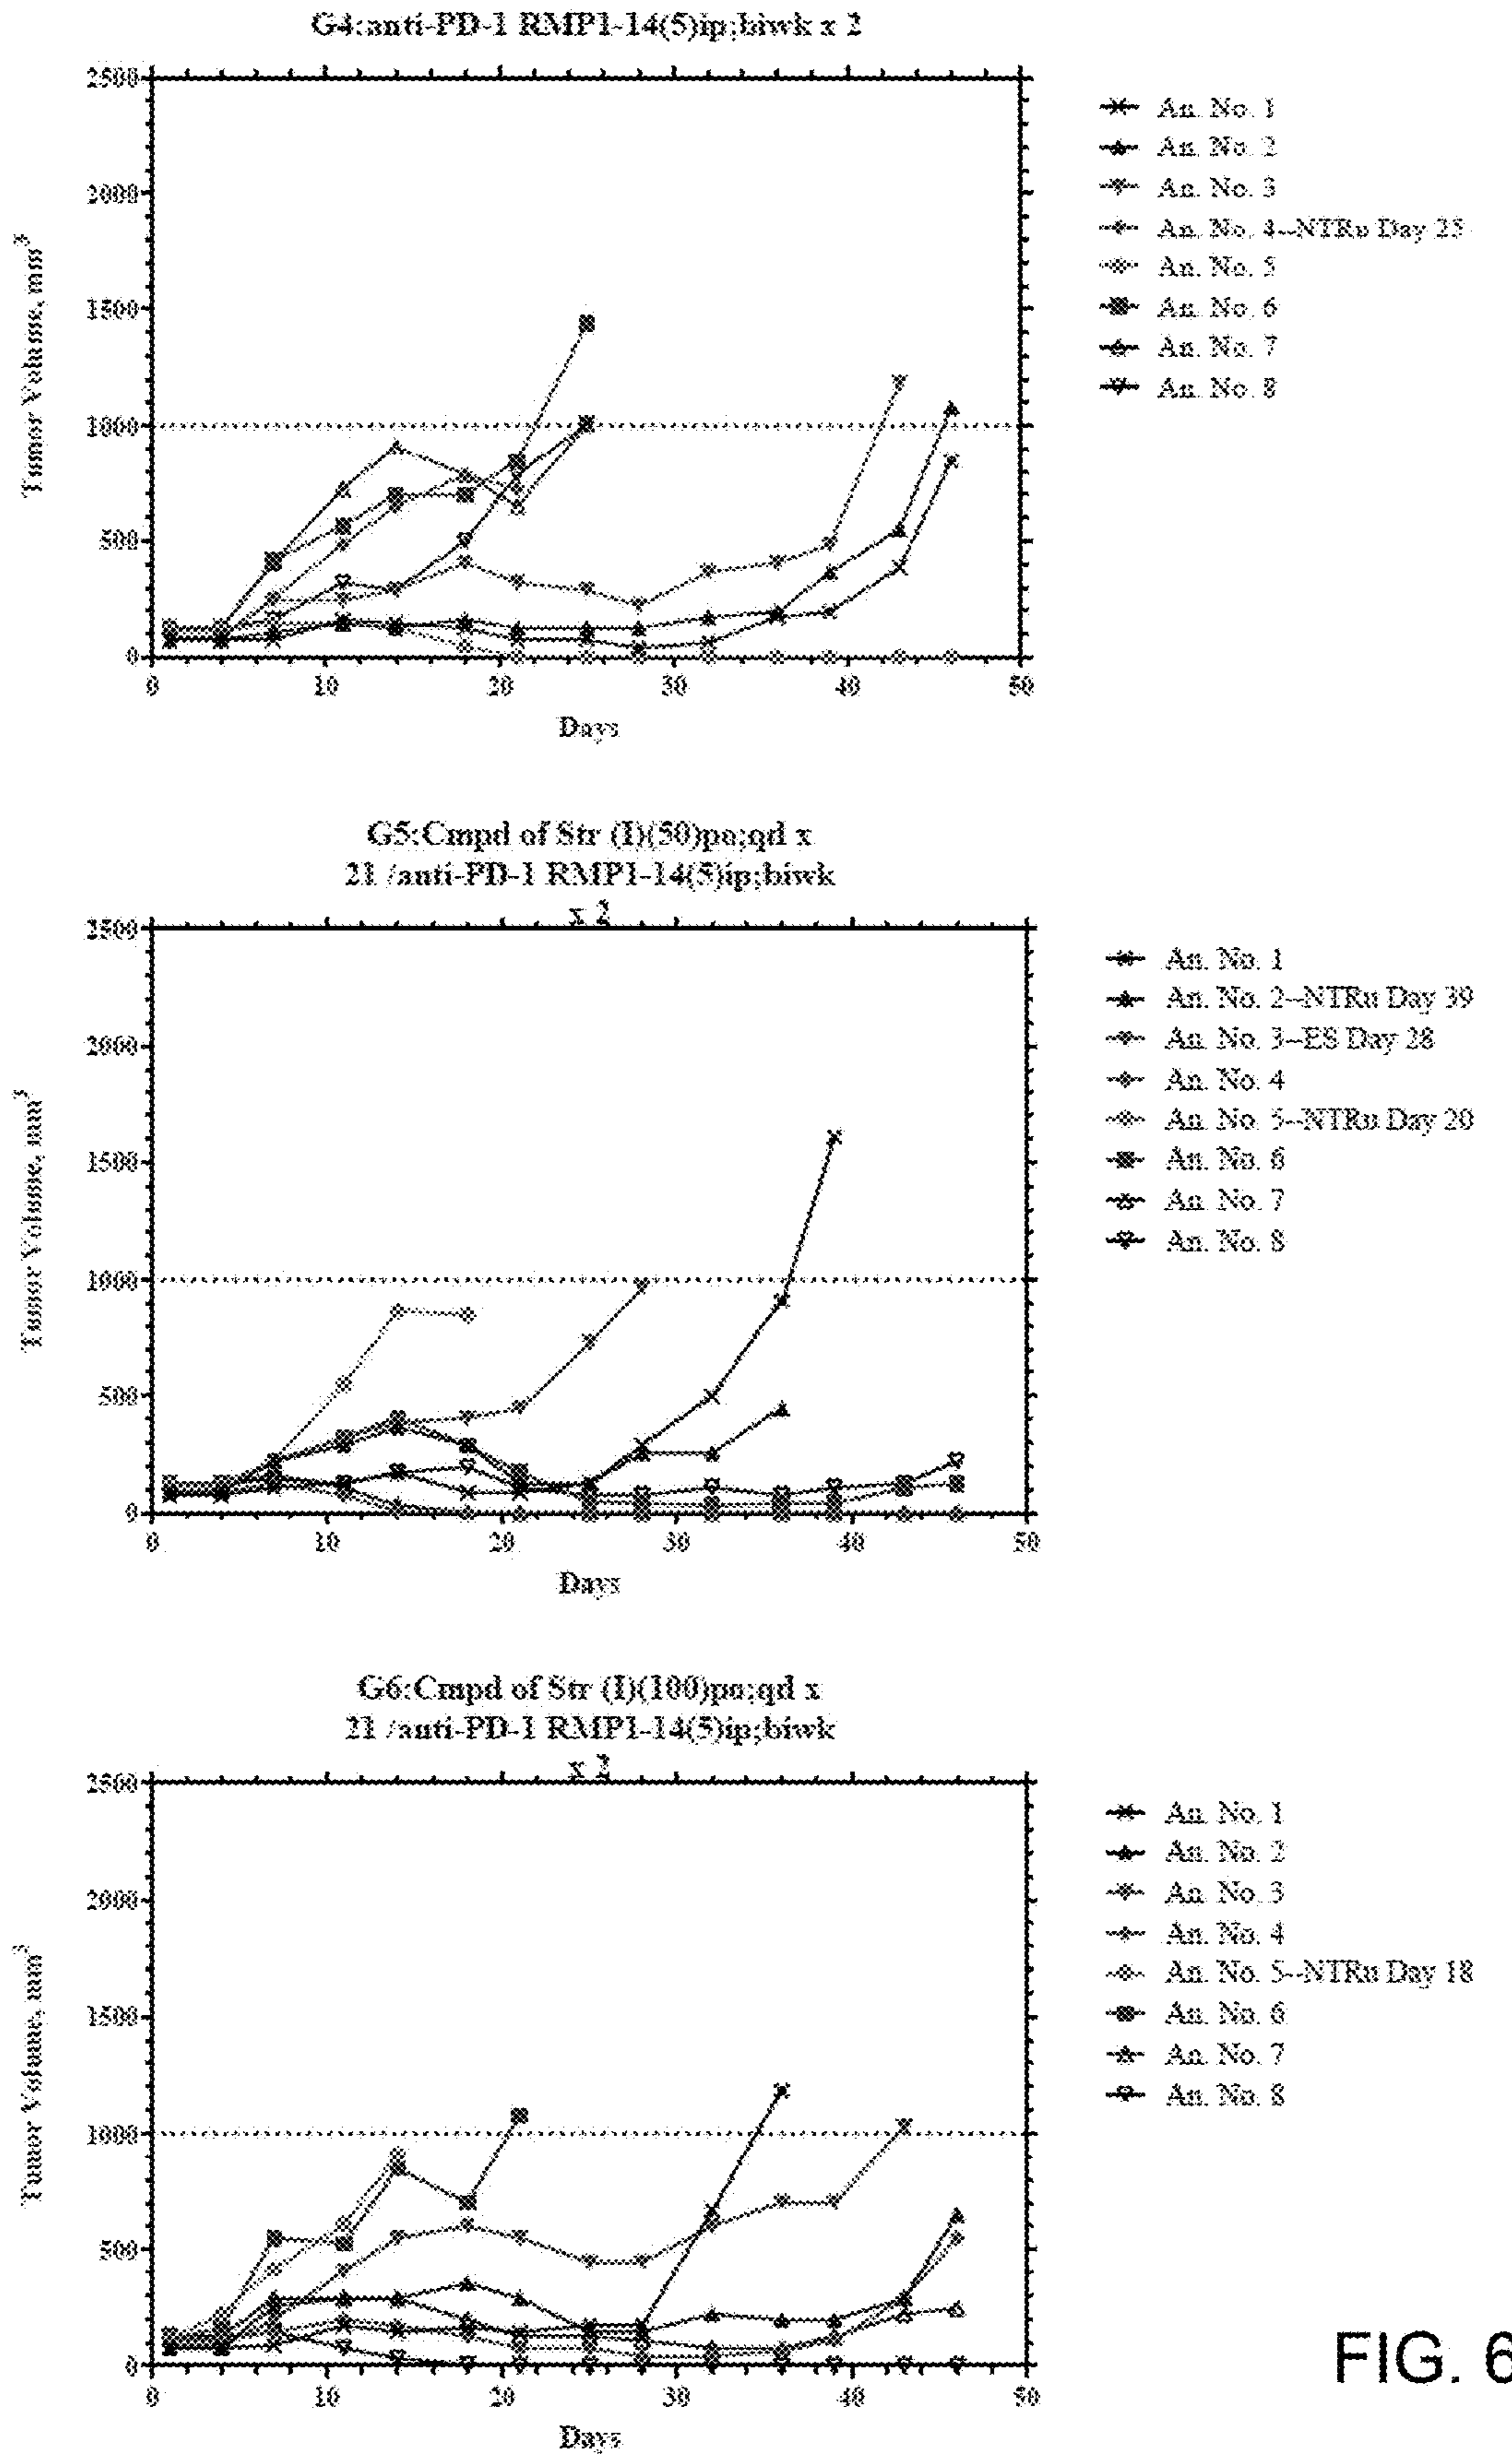 G4:anti-PD-1 RMP1-14(5)ip;biwk x 2
2500
2000
1500
1000
500
0
Tumor Volume, mm³
0 10 20 30 40 50
Days
An. No. 1
An. No. 2
An. No. 3
An. No. 4--NTRu Day 25
An. No. 5
An. No. 6
An. No. 7
An. No. 8
G5:Cmpd of Str (I)(50)po;qd x
21 /anti-PD-1 RMP1-14(5)ip;biwk
x 2
2500
2000
1500
1000
500
0
Tumor Volume, mm³
0 10 20 30 40 50
Days
An. No. 1
An. No. 2--NTRu Day 39
An. No. 3--ES Day 28
An. No. 4
An. No. 5--NTRu Day 20
An. No. 6
An. No. 7
An. No. 8
G6:Cmpd of Str (I)(100)po;qd x
21 /anti-PD-1 RMP1-14(5)ip;biwk
x 2
2500
2000
1500
1000
500
0
Tumor Volume, mm³
0 10 20 30 40 50
Days
An. No. 1
An. No. 2
An. No. 3
An. No. 4
An. No. 5--NTRu Day 18
An. No. 6
An. No. 7
An. No. 8
FIG. 6